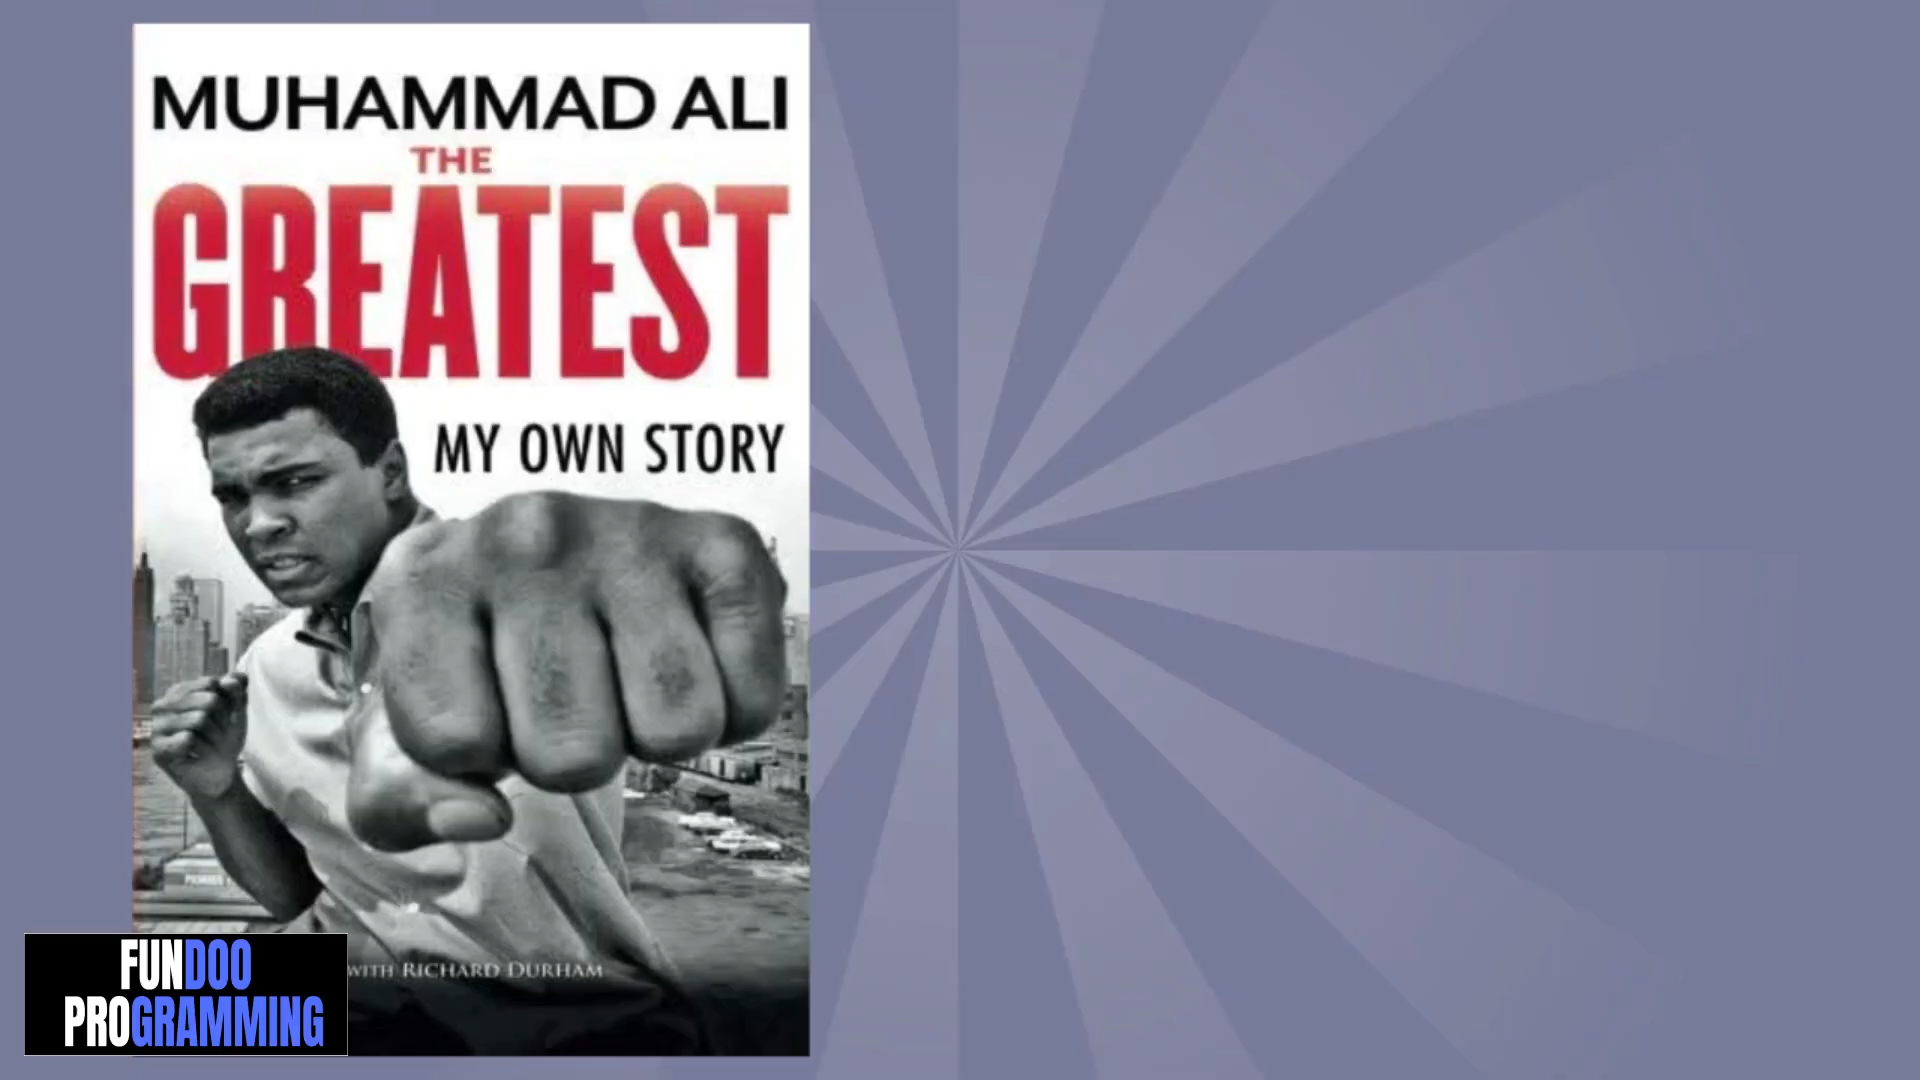 MUHAMMAD ALI
THE
GREATEST
MY OWN STORY
WITH RICHARD DURHAM
FUNDOO
PROGRAMMING